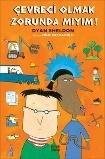 ÇEVRECİ OLMAK
ZORUNDA MIYIM!
DYAN SHELDON